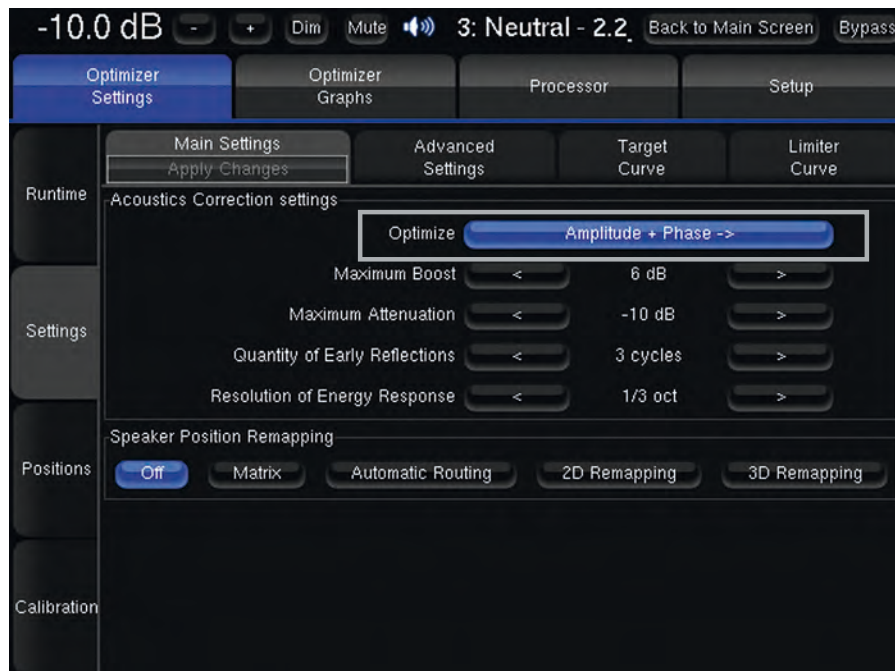 -10.0 dB - + Dim Mute 3: Neutral - 2.2. Back to Main Screen Bypass
Optimizer Settings Optimizer Graphs Processor Setup
Main Settings Advanced Settings Target Curve Limiter Curve
Apply Changes
Runtime
Acoustics Correction settings
Optimize Amplitude + Phase ->
Maximum Boost < 6 dB >
Settings
Maximum Attenuation < -10 dB >
Quantity of Early Reflections < 3 cycles >
Resolution of Energy Response < 1/3 oct >
Speaker Position Remapping
Positions
Off Matrix Automatic Routing 2D Remapping 3D Remapping
Calibration